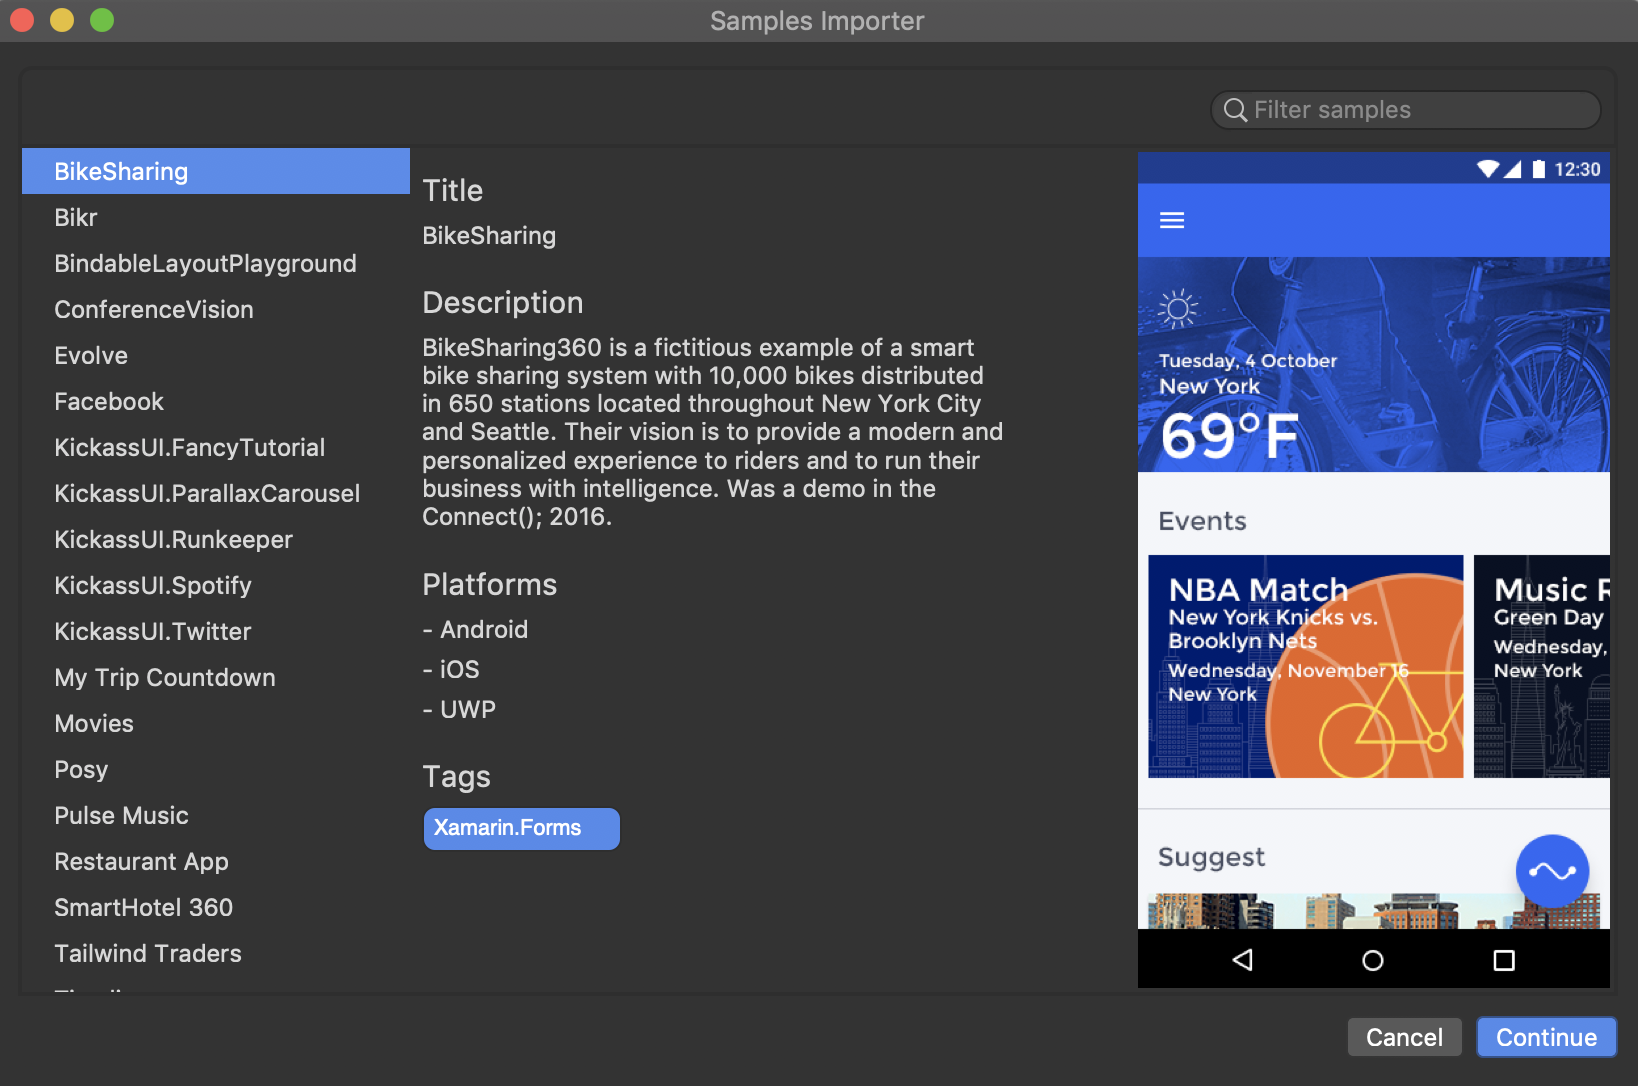 Samples Importer
Filter samples
BikeSharing
Bikr
BindableLayoutPlayground
ConferenceVision
Evolve
Facebook
KickassUI.FancyTutorial
KickassUI.ParallaxCarousel
KickassUI.Runkeeper
KickassUI.Spotify
KickassUI.Twitter
My Trip Countdown
Movies
Posy
Pulse Music
Restaurant App
SmartHotel 360
Tailwind Traders
Title
BikeSharing
Description
BikeSharing360 is a fictitious example of a smart
bike sharing system with 10,000 bikes distributed
in 650 stations located throughout New York City
and Seattle. Their vision is to provide a modern and
personalized experience to riders and to run their
business with intelligence. Was a demo in the
Connect(); 2016.
Platforms
- Android
- iOS
- UWP
Tags
Xamarin.Forms
12:30
Tuesday, 4 October
New York
69°F
Events
NBA Match
New York Knicks vs.
Brooklyn Nets
Wednesday, November 16
New York
Music
Green Day
Wednesday,
New York
Suggest
Cancel
Continue